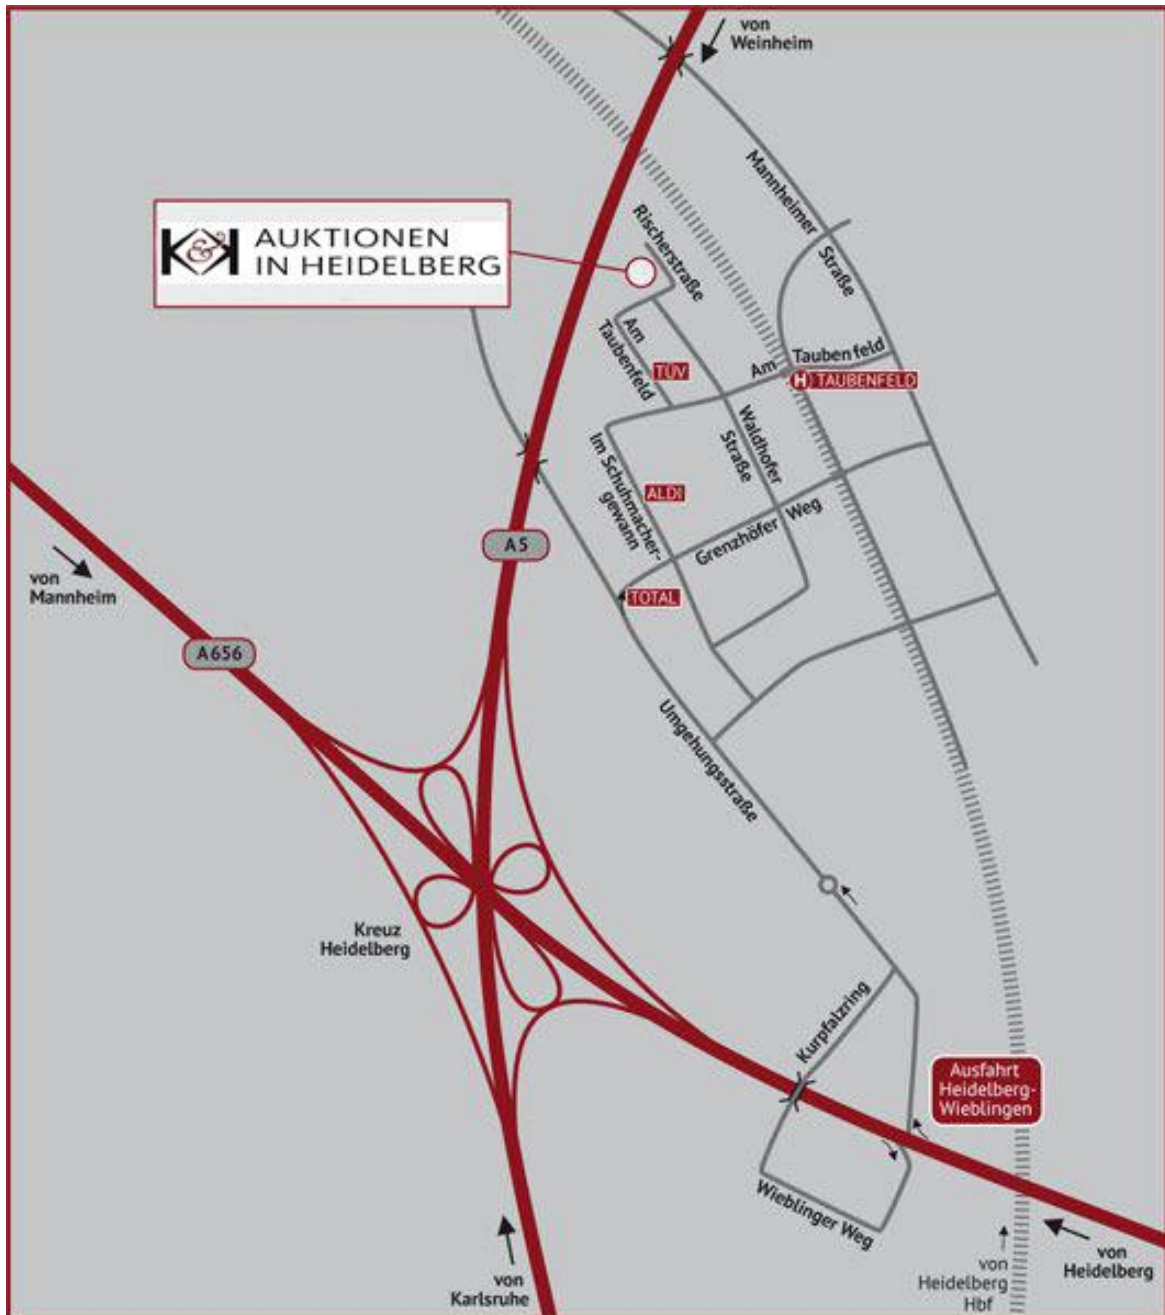 von
Weinheim
Mannheimer
Straße
Rischerstraße
K&K AUKTIONEN
IN HEIDELBERG
Am
Taubenfeld
TÜV
Am Taubenfeld
H TAUBENFELD
Waldhofer
Straße
Im Schuhmacher-
gewann
ALDI
Grenzhöfer Weg
A5
TOTAL
von
Mannheim
A656
Umgehungsstraße
Kreuz
Heidelberg
Kurpfalzring
Ausfahrt
Heidelberg-
Wieblingen
Wieblinger Weg
von
Karlsruhe
von
Heidelberg
Hbf
von
Heidelberg